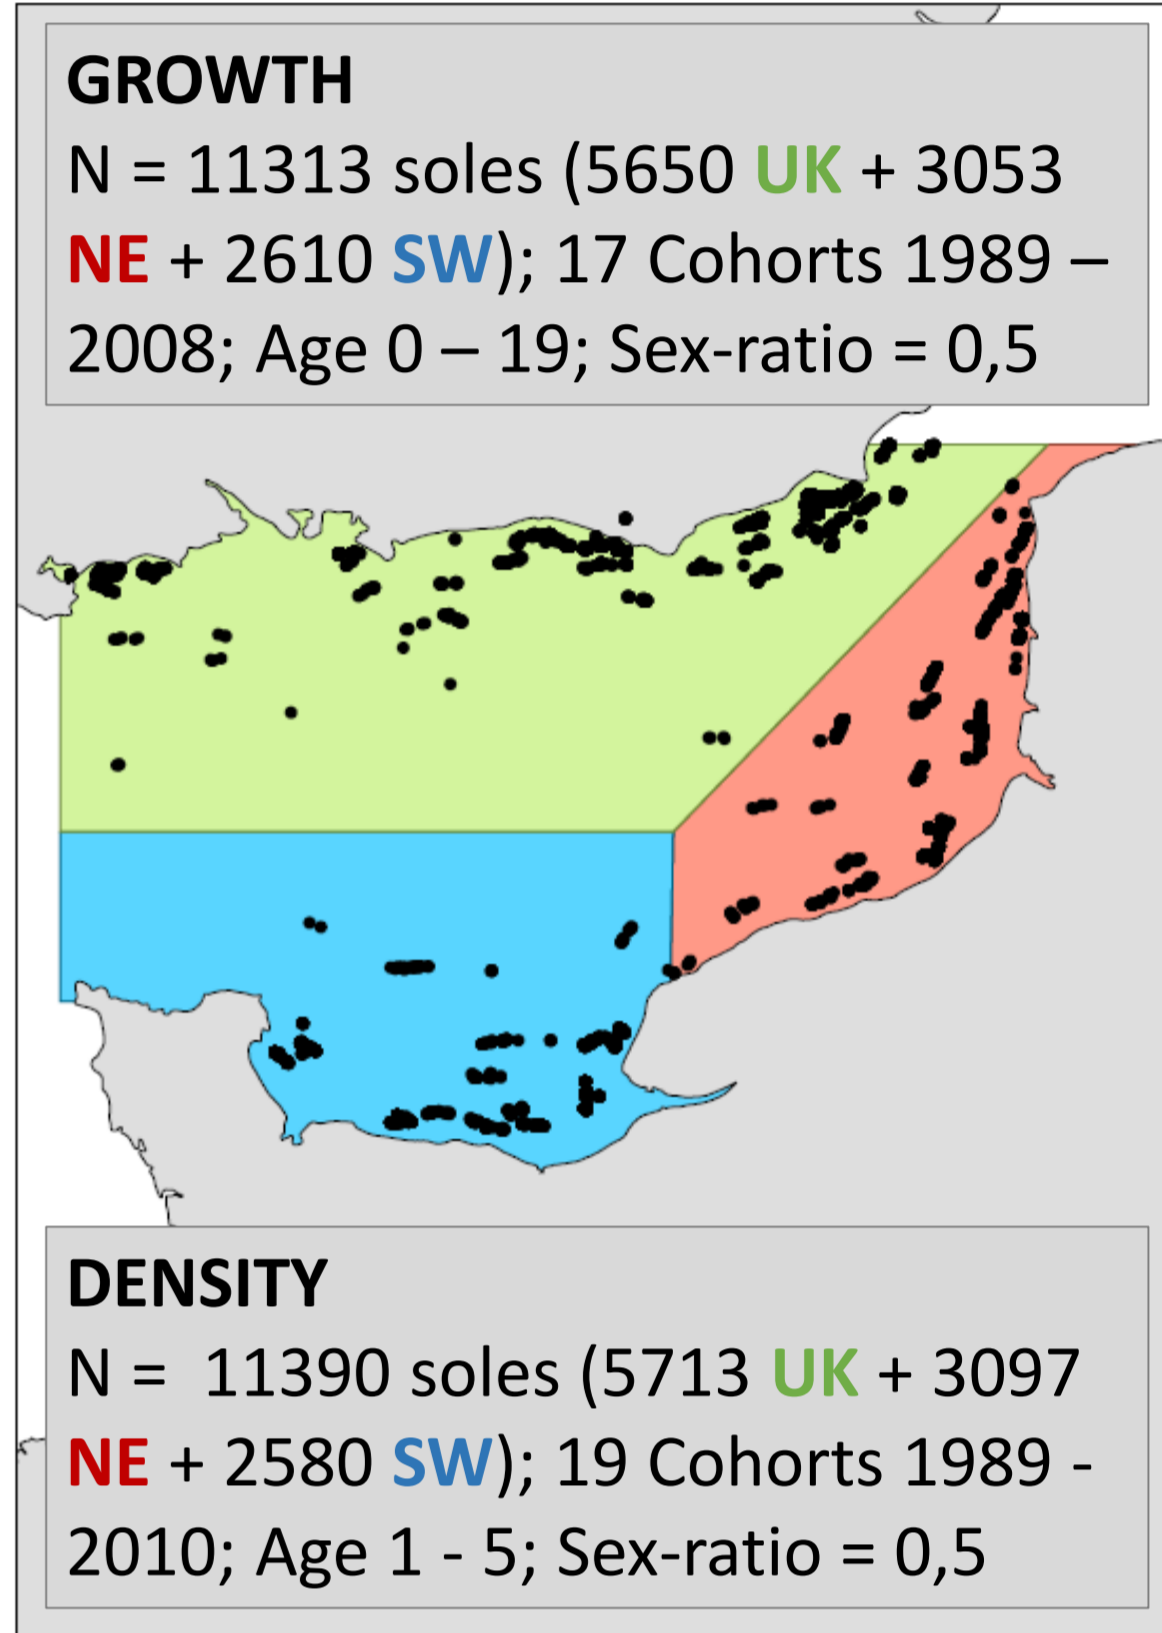 GROWTH
N = 11313 soles (5650 UK + 3053
NE + 2610 SW); 17 Cohorts 1989 –
2008; Age 0 – 19; Sex-ratio = 0,5
DENSITY
N =  11390 soles (5713 UK + 3097
NE + 2580 SW); 19 Cohorts 1989 -
2010; Age 1 - 5; Sex-ratio = 0,5